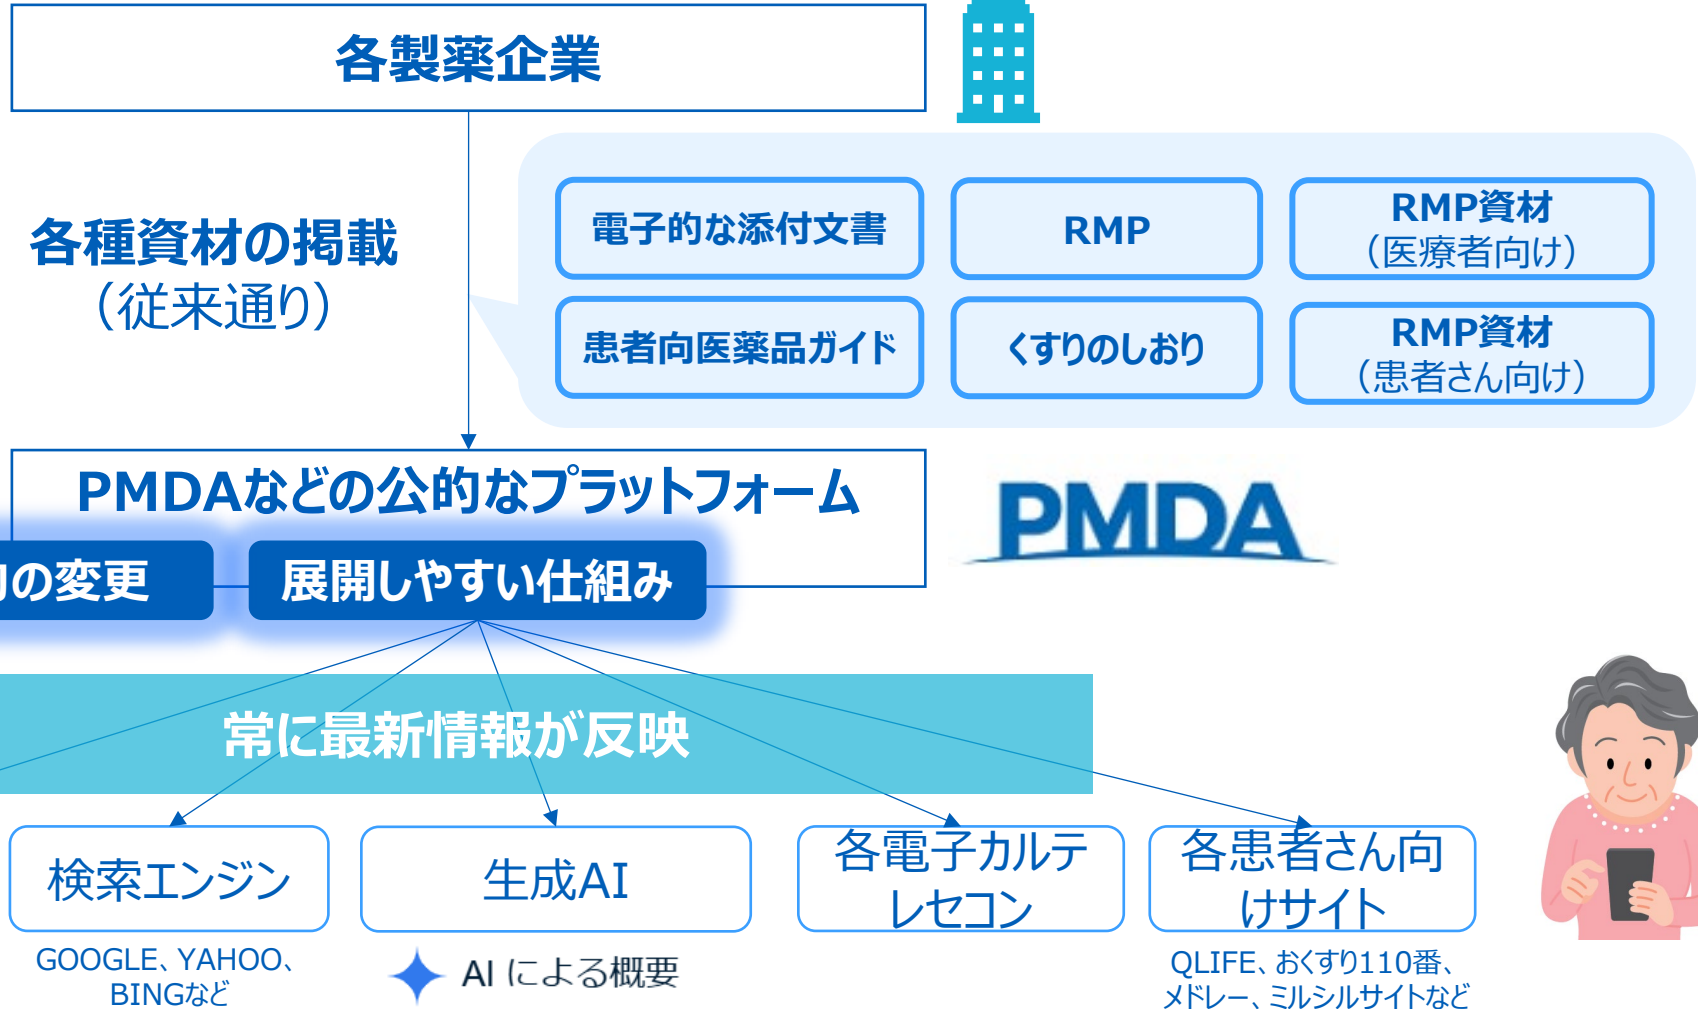 各製薬企業
各種資材の掲載
（従来通り）
電子的な添付文書
RMP
RMP資材
（医療者向け）
患者向医薬品ガイド
くすりのしおり
RMP資材
（患者さん向け）
PMDAなどの公的なプラットフォーム
PMDA
の変更
展開しやすい仕組み
常に最新情報が反映
検索エンジン
生成AI
各電子カルテ
レセコン
各患者さん向
けサイト
GOOGLE、YAHOO、
BINGなど
AI による概要
QLIFE、おくすり110番、
メドレー、ミルシルサイトなど